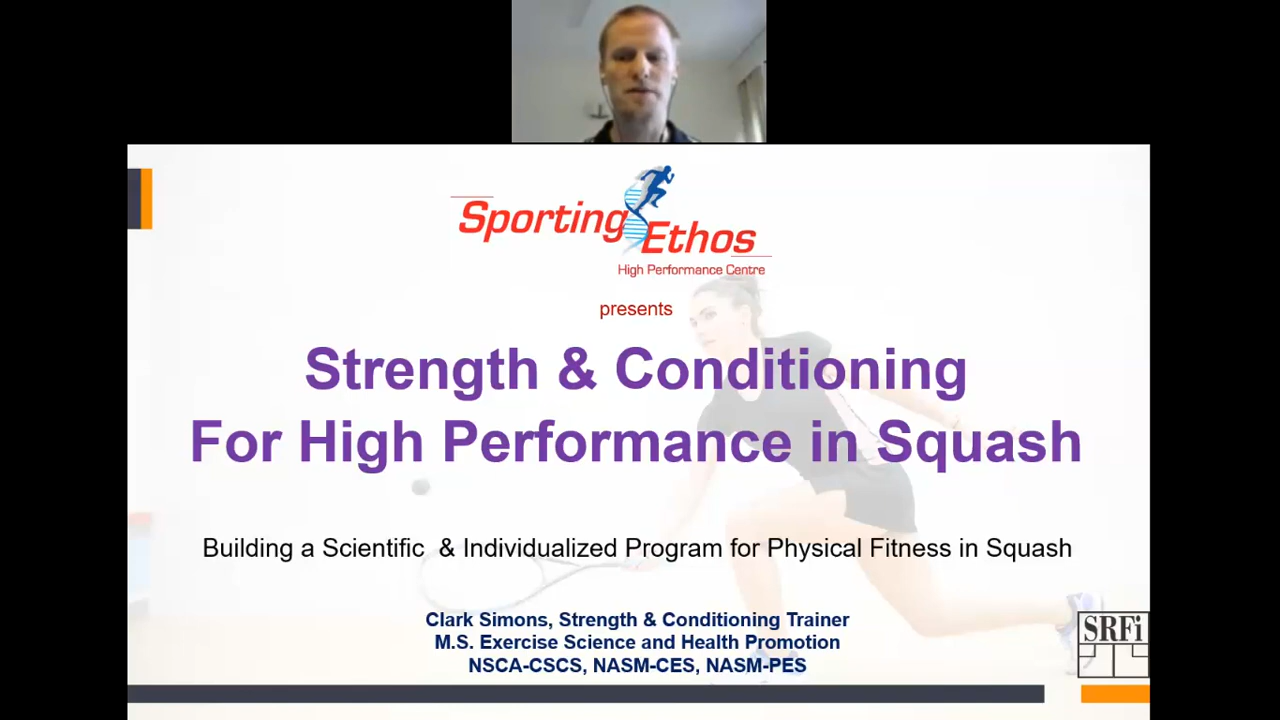 Sporting
Ethos
High Performance Centre
presents
Strength & Conditioning
For High Performance in Squash
Building a Scientific & Individualized Program for Physical Fitness in Squash
Clark Simons, Strength & Conditioning Trainer
M.S. Exercise Science and Health Promotion
NSCA-CSCS, NASM-CES, NASM-PES
SRFi